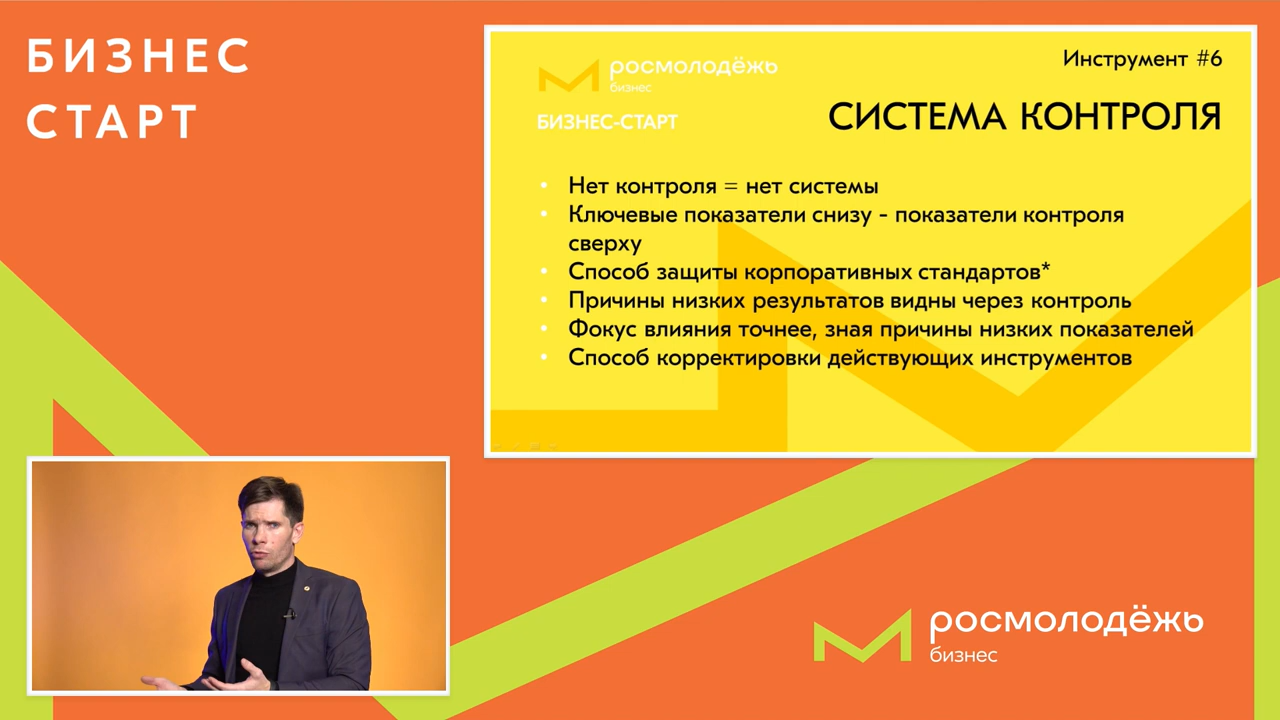 БИЗНЕС
СТАРТ
росмолодёжь
бизнес
БИЗНЕС-СТАРТ
Инструмент #6
СИСТЕМА КОНТРОЛЯ
• Нет контроля = нет системы
• Ключевые показатели снизу - показатели контроля
сверху
• Способ защиты корпоративных стандартов*
• Причины низких результатов видны через контроль
• Фокус влияния точнее, зная причины низких показателей
• Способ корректировки действующих инструментов
росмолодёжь
бизнес